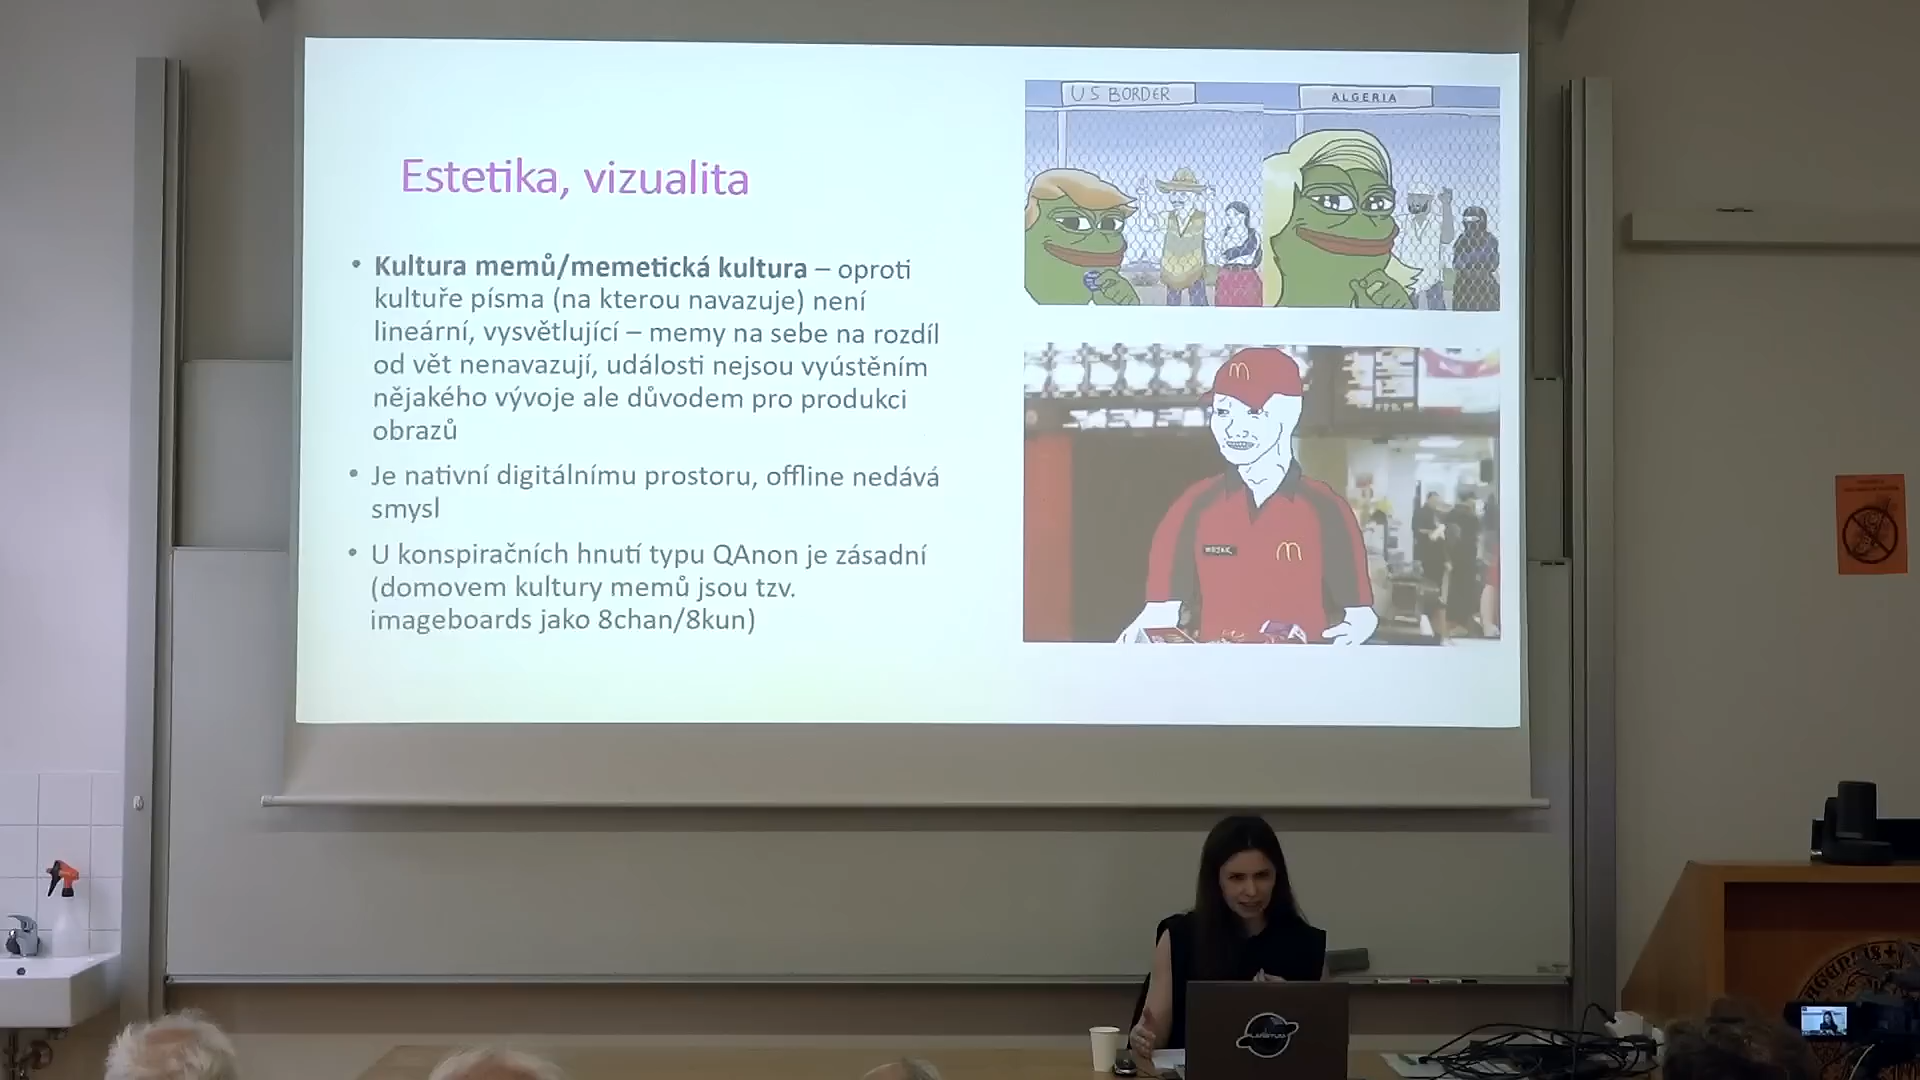 Estetika, vizualita
• Kultura memů/memetická kultura – oproti
kultuře písma (na kterou navazuje) není
lineární, vysvětlující – memy na sebe na rozdíl
od vět nenavazují, události nejsou vyústěním
nějakého vývoje ale důvodem pro produkci
obrazů
• Je nativní digitálnímu prostoru, offline nedává
smysl
• U konspiračních hnutí typu QAnon je zásadní
(domovem kultury memů jsou tzv.
imageboards jako 8chan/8kun)
US BORDER
ALGERIA
WOJAK